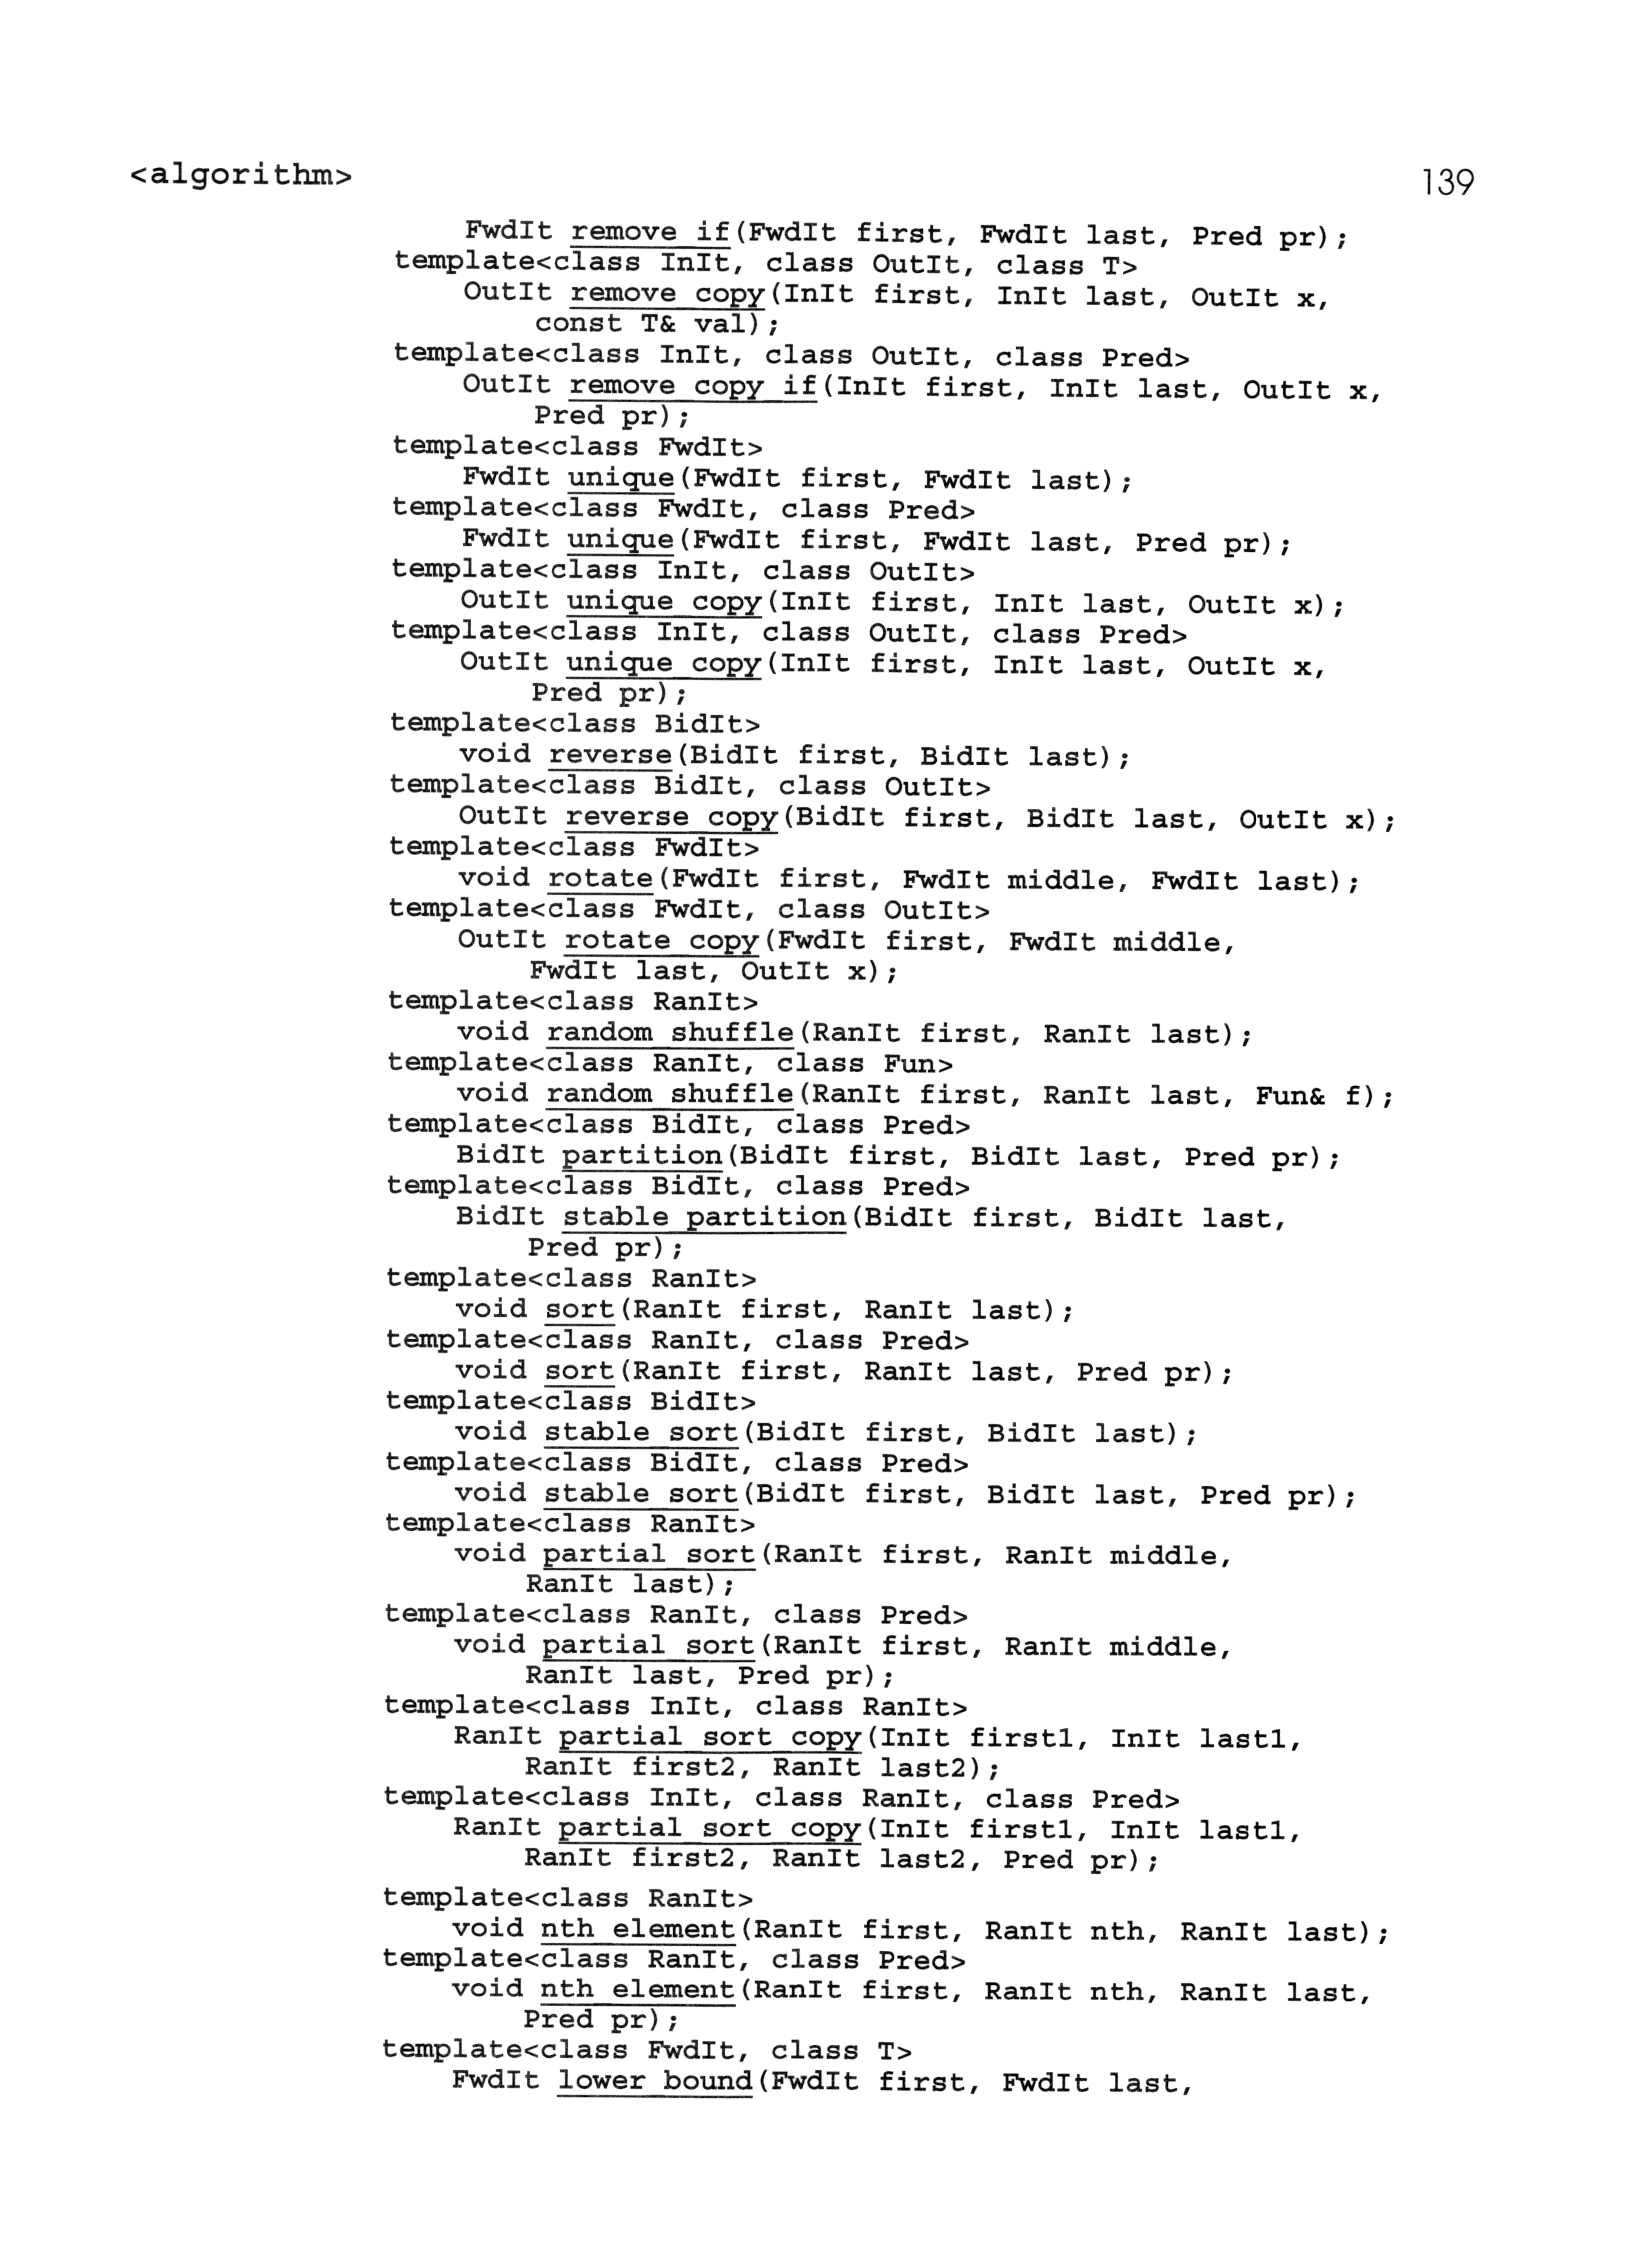 <algorithm>
139
FwdIt remove_if(FwdIt first, FwdIt last, Pred pr);
template<class InIt, class OutIt, class T>
OutIt remove_copy(InIt first, InIt last, OutIt x,
const T& val);
template<class InIt, class OutIt, class Pred>
OutIt remove_copy_if(InIt first, InIt last, OutIt x,
Pred pr);
template<class FwdIt>
FwdIt unique(FwdIt first, FwdIt last);
template<class FwdIt, class Pred>
FwdIt unique(FwdIt first, FwdIt last, Pred pr);
template<class InIt, class OutIt>
OutIt unique_copy(InIt first, InIt last, OutIt x);
template<class InIt, class OutIt, class Pred>
OutIt unique_copy(InIt first, InIt last, OutIt x,
Pred pr);
template<class BidIt>
void reverse(BidIt first, BidIt last);
template<class BidIt, class OutIt>
OutIt reverse_copy(BidIt first, BidIt last, OutIt x);
template<class FwdIt>
void rotate(FwdIt first, FwdIt middle, FwdIt last);
template<class FwdIt, class OutIt>
OutIt rotate_copy(FwdIt first, FwdIt middle,
FwdIt last, OutIt x);
template<class RanIt>
void random_shuffle(RanIt first, RanIt last);
template<class RanIt, class Fun>
void random_shuffle(RanIt first, RanIt last, Fun& f);
template<class BidIt, class Pred>
BidIt partition(BidIt first, BidIt last, Pred pr);
template<class BidIt, class Pred>
BidIt stable_partition(BidIt first, BidIt last,
Pred pr);
template<class RanIt>
void sort(RanIt first, RanIt last);
template<class RanIt, class Pred>
void sort(RanIt first, RanIt last, Pred pr);
template<class BidIt>
void stable_sort(BidIt first, BidIt last);
template<class BidIt, class Pred>
void stable_sort(BidIt first, BidIt last, Pred pr);
template<class RanIt>
void partial_sort(RanIt first, RanIt middle,
RanIt last);
template<class RanIt, class Pred>
void partial_sort(RanIt first, RanIt middle,
RanIt last, Pred pr);
template<class InIt, class RanIt>
RanIt partial_sort_copy(InIt first1, InIt last1,
RanIt first2, RanIt last2);
template<class InIt, class RanIt, class Pred>
RanIt partial_sort_copy(InIt first1, InIt last1,
RanIt first2, RanIt last2, Pred pr);
template<class RanIt>
void nth_element(RanIt first, RanIt nth, RanIt last);
template<class RanIt, class Pred>
void nth_element(RanIt first, RanIt nth, RanIt last,
Pred pr);
template<class FwdIt, class T>
FwdIt lower_bound(FwdIt first, FwdIt last,